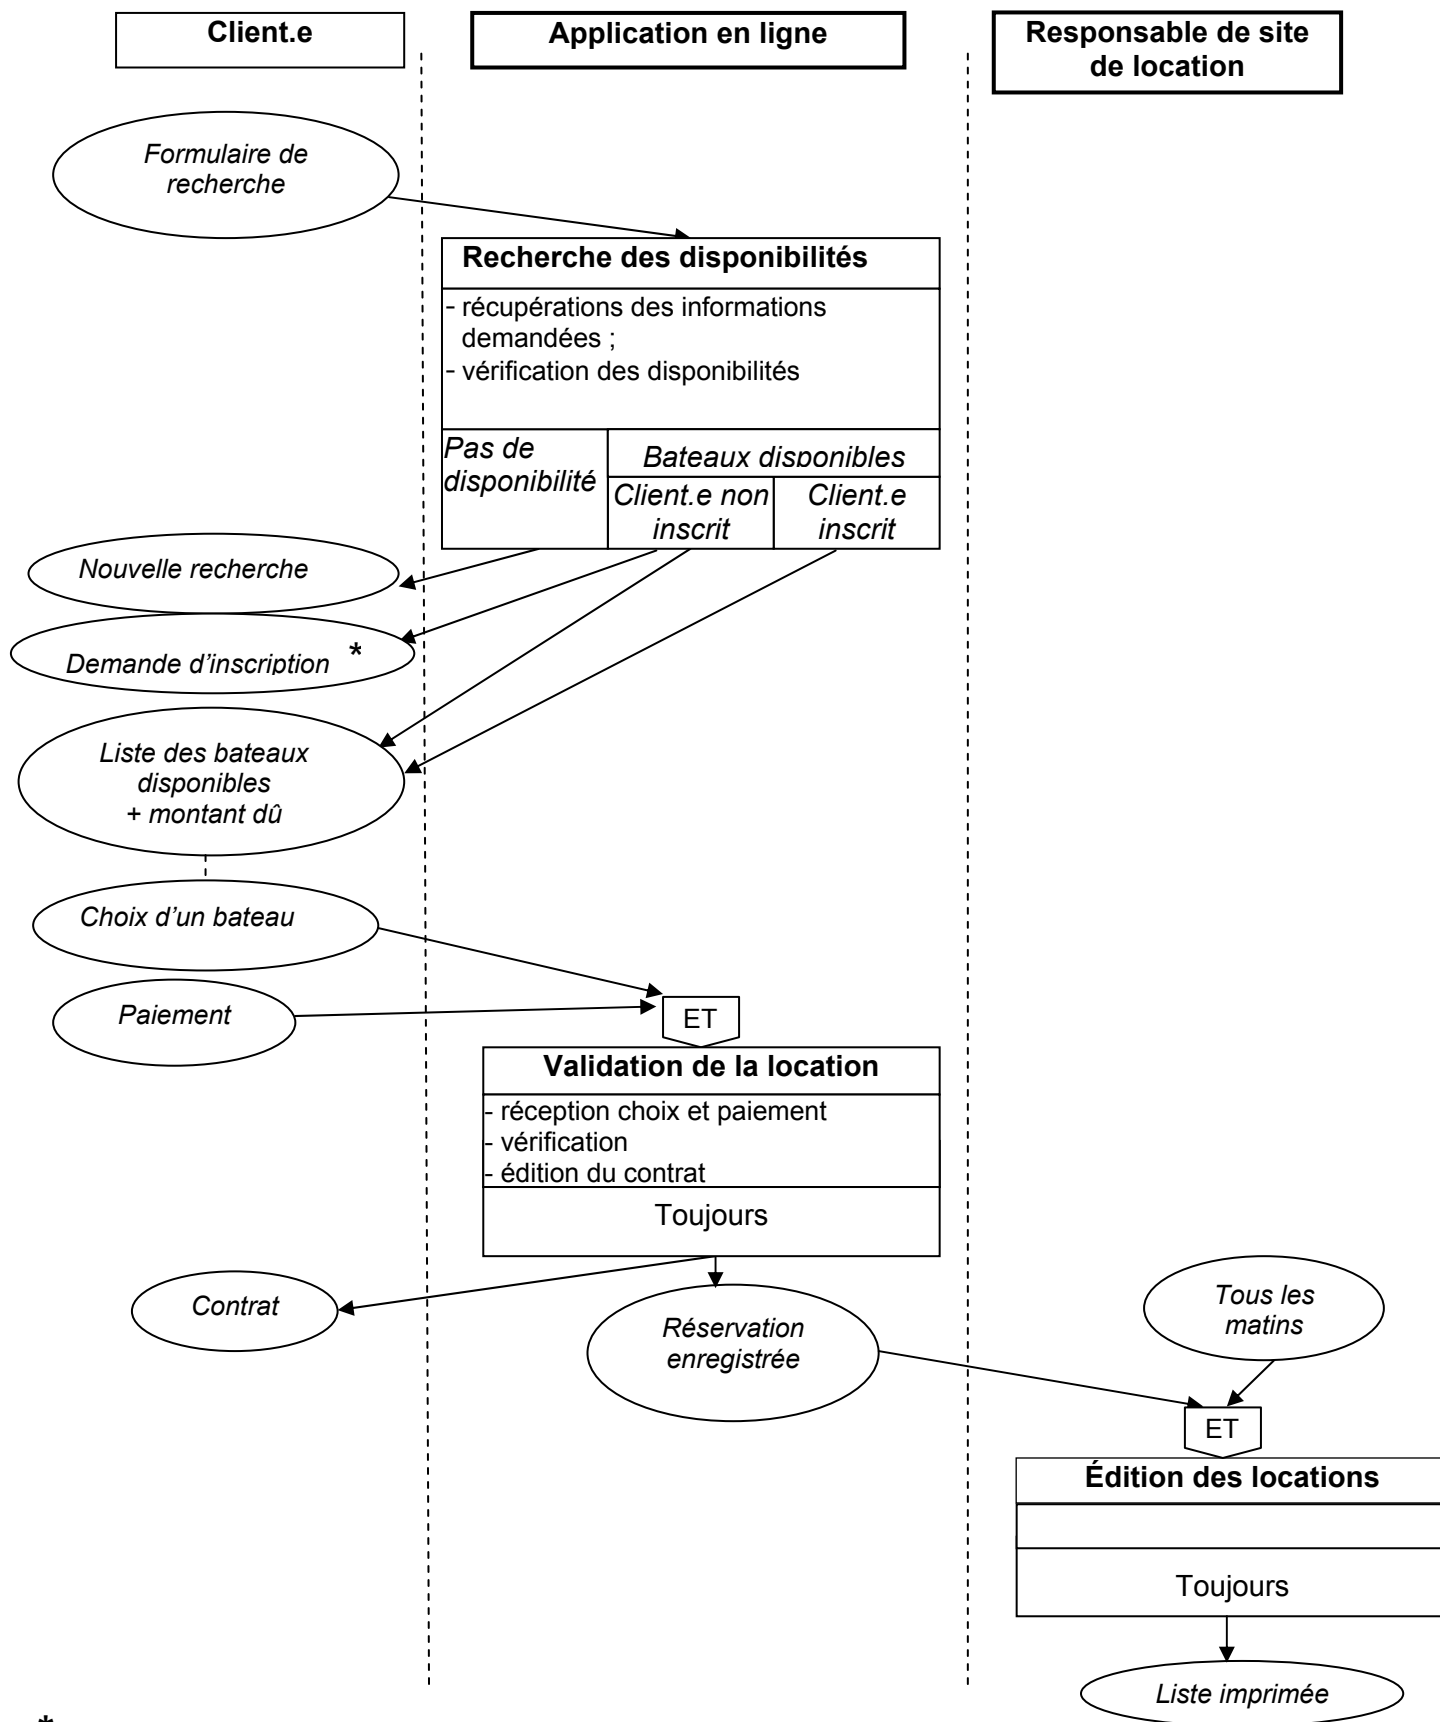 Client.e
Application en ligne
Responsable de site
de location
Formulaire de
recherche
Recherche des disponibilités
- récupérations des informations
demandées ;
- vérification des disponibilités
Pas de
disponibilité
Bateaux disponibles
Client.e non
inscrit
Client.e
inscrit
Nouvelle recherche
Demande d'inscription *
Liste des bateaux
disponibles
+ montant dû
Choix d'un bateau
Paiement
ET
Validation de la location
- réception choix et paiement
- vérification
- édition du contrat
Toujours
Contrat
Réservation
enregistrée
Tous les
matins
ET
Édition des locations
Toujours
Liste imprimée
*